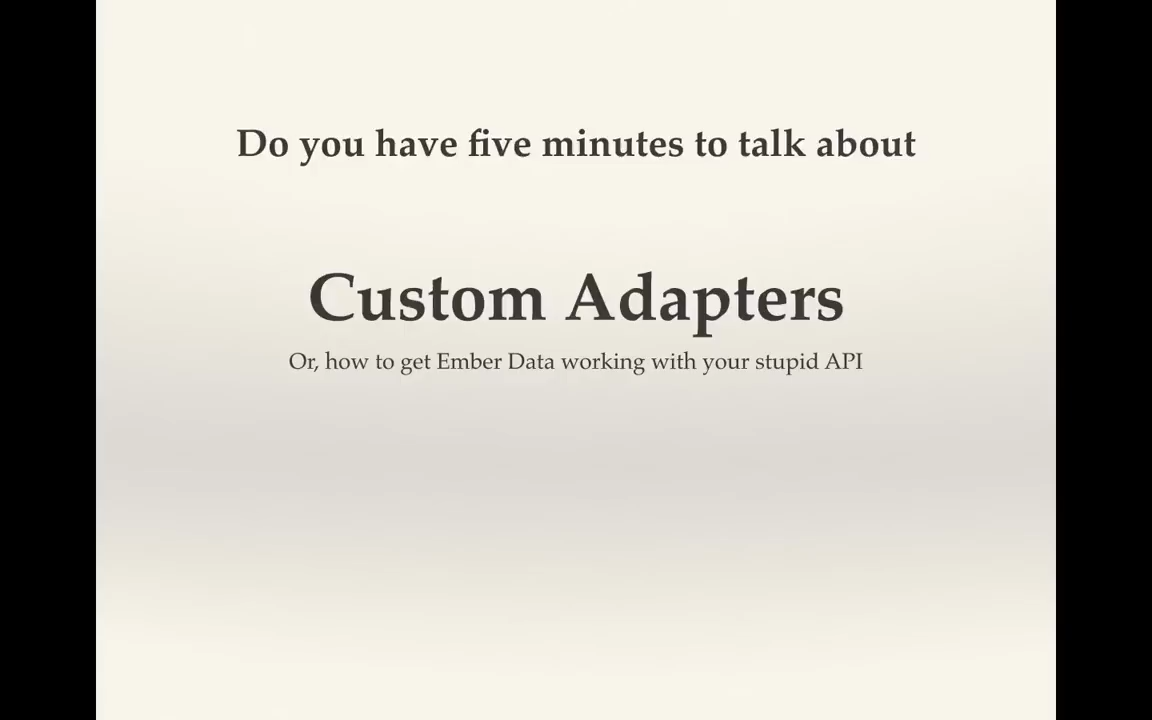 Do you have five minutes to talk about
Custom Adapters
Or, how to get Ember Data working with your stupid API